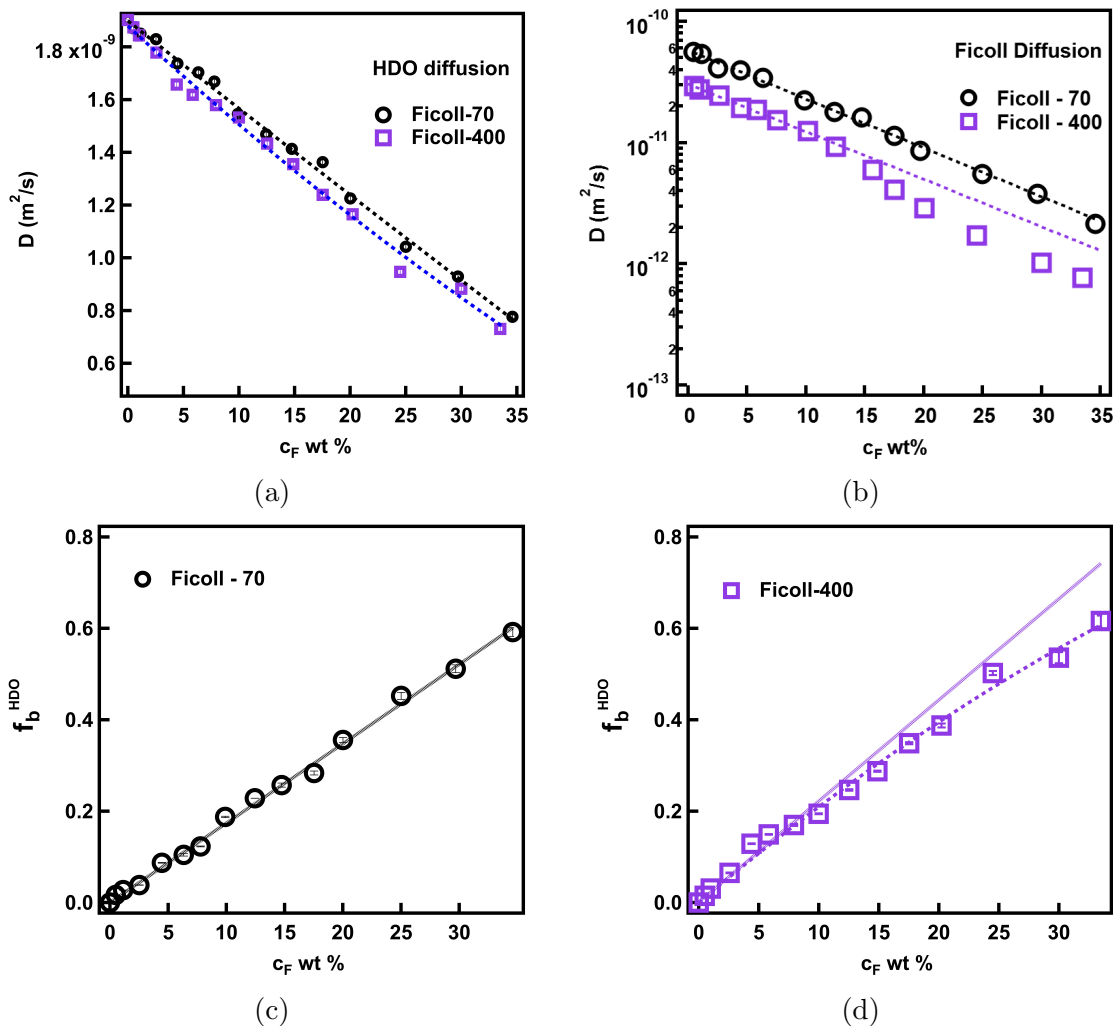 1.8 x10⁻⁹
1.6
1.4
1.2
1.0
0.8
0.6
D (m²/s)
HDO diffusion
Ficoll-70
Ficoll-400
0 5 10 15 20 25 30 35
c_F wt %
(a)
10⁻¹⁰
6
4
2
10⁻¹¹
6
4
2
10⁻¹²
6
4
2
10⁻¹³
D (m²/s)
Ficoll Diffusion
Ficoll - 70
Ficoll - 400
0 5 10 15 20 25 30 35
c_F wt%
(b)
0.8
0.6
0.4
0.2
0.0
f_b^HDO
Ficoll - 70
0 5 10 15 20 25 30
c_F wt %
(c)
0.8
0.6
0.4
0.2
0.0
f_b^HDO
Ficoll-400
0 5 10 15 20 25 30
c_F wt %
(d)